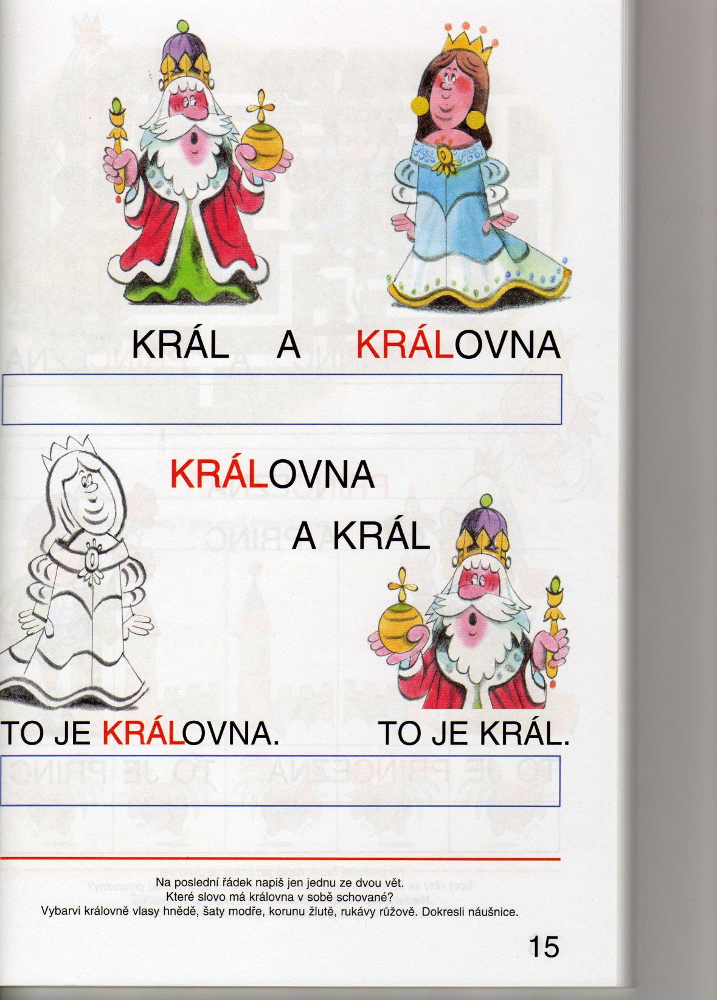 KRÁL A KRÁLOVNA
KRÁLOVNA
A KRÁL
TO JE KRÁLOVNA. TO JE KRÁL.
Na poslední řádek napiš jen jednu ze dvou vět.
Které slovo má královna v sobě schované?
Vybarvi královně vlasy hnědě, šaty modře, korunu žlutě, rukávy růžově. Dokresli náušnice.
15